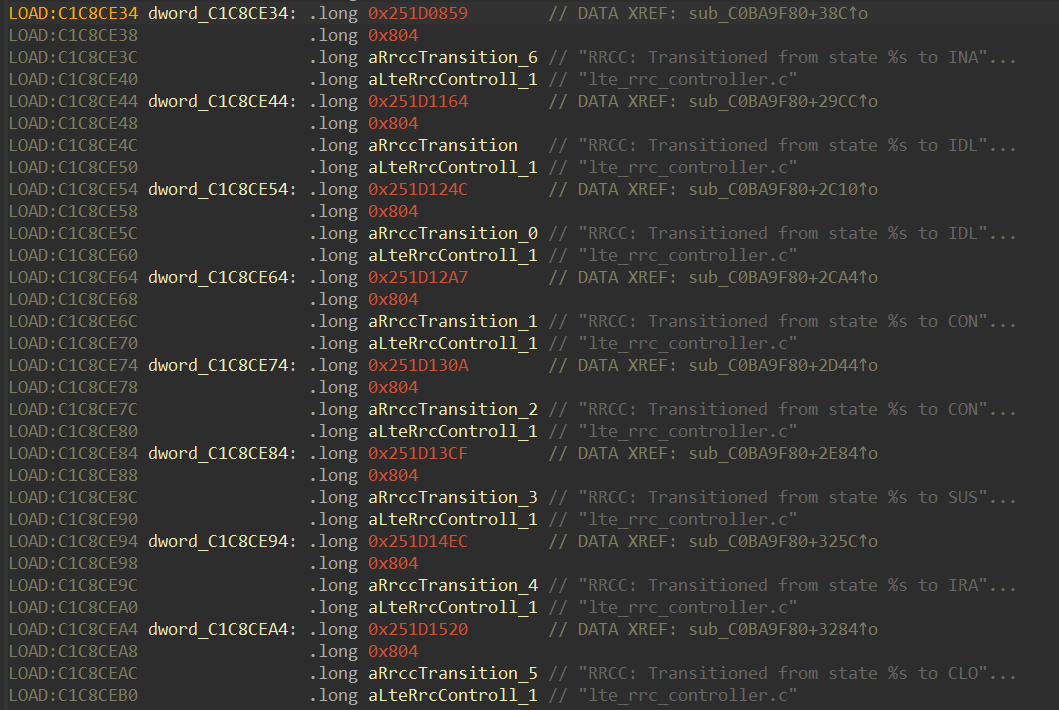 LOAD:C1C8CE34 dword_C1C8CE34: .long 0x251D0859 // DATA XREF: sub_C0BA9F80+38C↑o
LOAD:C1C8CE38 .long 0x804
LOAD:C1C8CE3C .long aRrccTransition_6 // "RRCC: Transitioned from state %s to INA"...
LOAD:C1C8CE40 .long aLteRrcControll_1 // "lte_rrc_controller.c"
LOAD:C1C8CE44 dword_C1C8CE44: .long 0x251D1164 // DATA XREF: sub_C0BA9F80+29CC↑o
LOAD:C1C8CE48 .long 0x804
LOAD:C1C8CE4C .long aRrccTransition // "RRCC: Transitioned from state %s to IDL"...
LOAD:C1C8CE50 .long aLteRrcControll_1 // "lte_rrc_controller.c"
LOAD:C1C8CE54 dword_C1C8CE54: .long 0x251D124C // DATA XREF: sub_C0BA9F80+2C10↑o
LOAD:C1C8CE58 .long 0x804
LOAD:C1C8CE5C .long aRrccTransition_0 // "RRCC: Transitioned from state %s to IDL"...
LOAD:C1C8CE60 .long aLteRrcControll_1 // "lte_rrc_controller.c"
LOAD:C1C8CE64 dword_C1C8CE64: .long 0x251D12A7 // DATA XREF: sub_C0BA9F80+2CA4↑o
LOAD:C1C8CE68 .long 0x804
LOAD:C1C8CE6C .long aRrccTransition_1 // "RRCC: Transitioned from state %s to CON"...
LOAD:C1C8CE70 .long aLteRrcControll_1 // "lte_rrc_controller.c"
LOAD:C1C8CE74 dword_C1C8CE74: .long 0x251D130A // DATA XREF: sub_C0BA9F80+2D44↑o
LOAD:C1C8CE78 .long 0x804
LOAD:C1C8CE7C .long aRrccTransition_2 // "RRCC: Transitioned from state %s to CON"...
LOAD:C1C8CE80 .long aLteRrcControll_1 // "lte_rrc_controller.c"
LOAD:C1C8CE84 dword_C1C8CE84: .long 0x251D13CF // DATA XREF: sub_C0BA9F80+2E84↑o
LOAD:C1C8CE88 .long 0x804
LOAD:C1C8CE8C .long aRrccTransition_3 // "RRCC: Transitioned from state %s to SUS"...
LOAD:C1C8CE90 .long aLteRrcControll_1 // "lte_rrc_controller.c"
LOAD:C1C8CE94 dword_C1C8CE94: .long 0x251D14EC // DATA XREF: sub_C0BA9F80+325C↑o
LOAD:C1C8CE98 .long 0x804
LOAD:C1C8CE9C .long aRrccTransition_4 // "RRCC: Transitioned from state %s to IRA"...
LOAD:C1C8CEA0 .long aLteRrcControll_1 // "lte_rrc_controller.c"
LOAD:C1C8CEA4 dword_C1C8CEA4: .long 0x251D1520 // DATA XREF: sub_C0BA9F80+3284↑o
LOAD:C1C8CEA8 .long 0x804
LOAD:C1C8CEAC .long aRrccTransition_5 // "RRCC: Transitioned from state %s to CLO"...
LOAD:C1C8CEB0 .long aLteRrcControll_1 // "lte_rrc_controller.c"